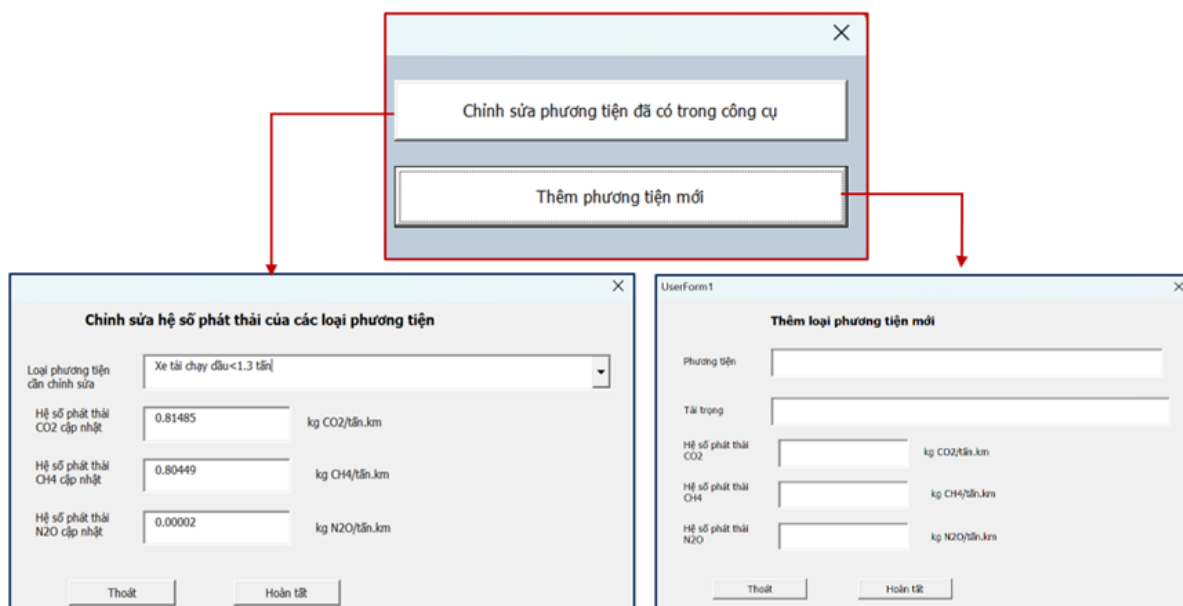 Chỉnh sửa phương tiện đã có trong công cụ
Thêm phương tiện mới
Chỉnh sửa hệ số phát thải của các loại phương tiện
Loại phương tiện
cần chỉnh sửa
Xe tải chạy dầu<1.3 tấn
Hệ số phát thải
CO2 cập nhật
0.81485
kg CO2/tấn.km
Hệ số phát thải
CH4 cập nhật
0.80449
kg CH4/tấn.km
Hệ số phát thải
N2O cập nhật
0.00002
kg N2O/tấn.km
Thoát
Hoàn tất
UserForm1
Thêm loại phương tiện mới
Phương tiện
Tải trọng
Hệ số phát thải
CO2
kg CO2/tấn.km
Hệ số phát thải
CH4
kg CH4/tấn.km
Hệ số phát thải
N2O
kg N2O/tấn.km
Thoát
Hoàn tất